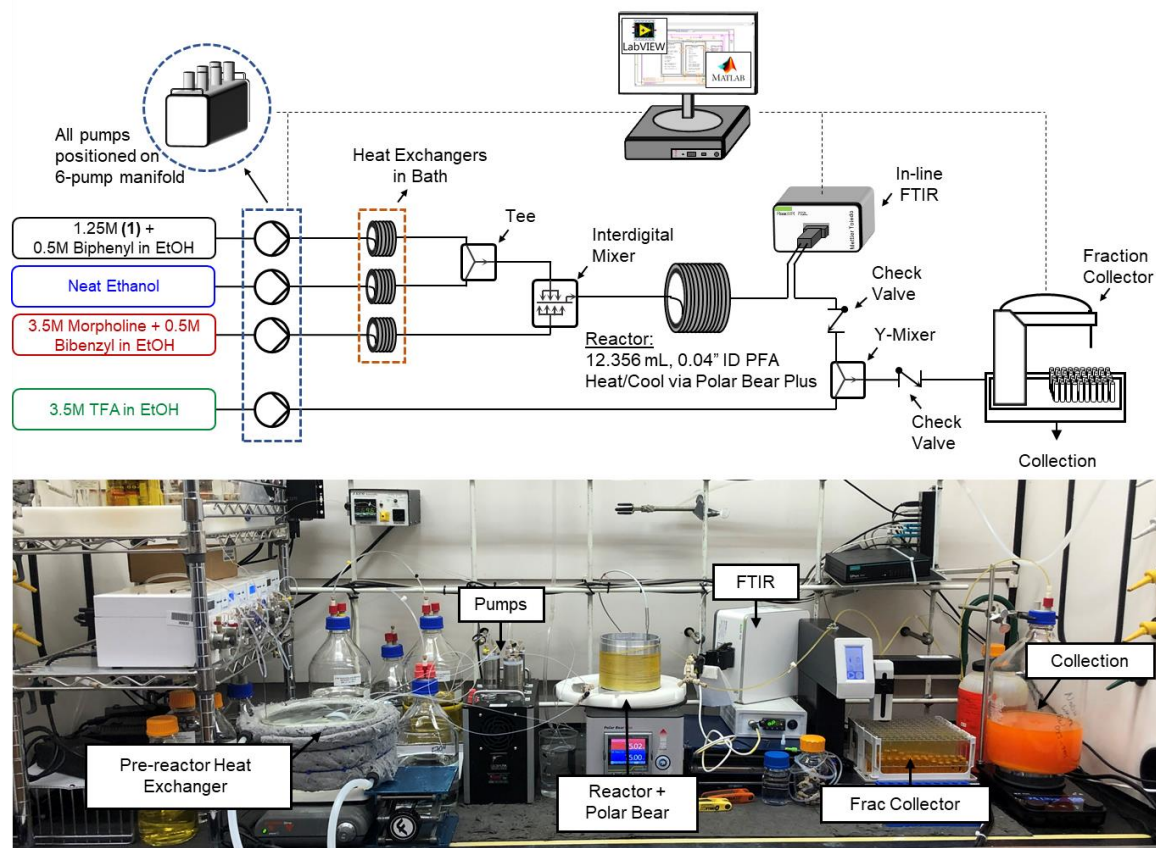 LabVIEW
MATLAB
All pumps
positioned on
6-pump manifold
Heat Exchangers
in Bath
Tee
Interdigital
Mixer
In-line
FTIR
Mettler Toledo
Check
Valve
Fraction
Collector
1.25M (1) +
0.5M Biphenyl in EtOH
Neat Ethanol
3.5M Morpholine + 0.5M
Bibenzyl in EtOH
3.5M TFA in EtOH
Reactor:
12.356 mL, 0.04” ID PFA
Heat/Cool via Polar Bear Plus
Y-Mixer
Check
Valve
Collection
Pumps
FTIR
Collection
Pre-reactor Heat
Exchanger
Reactor +
Polar Bear
Frac Collector